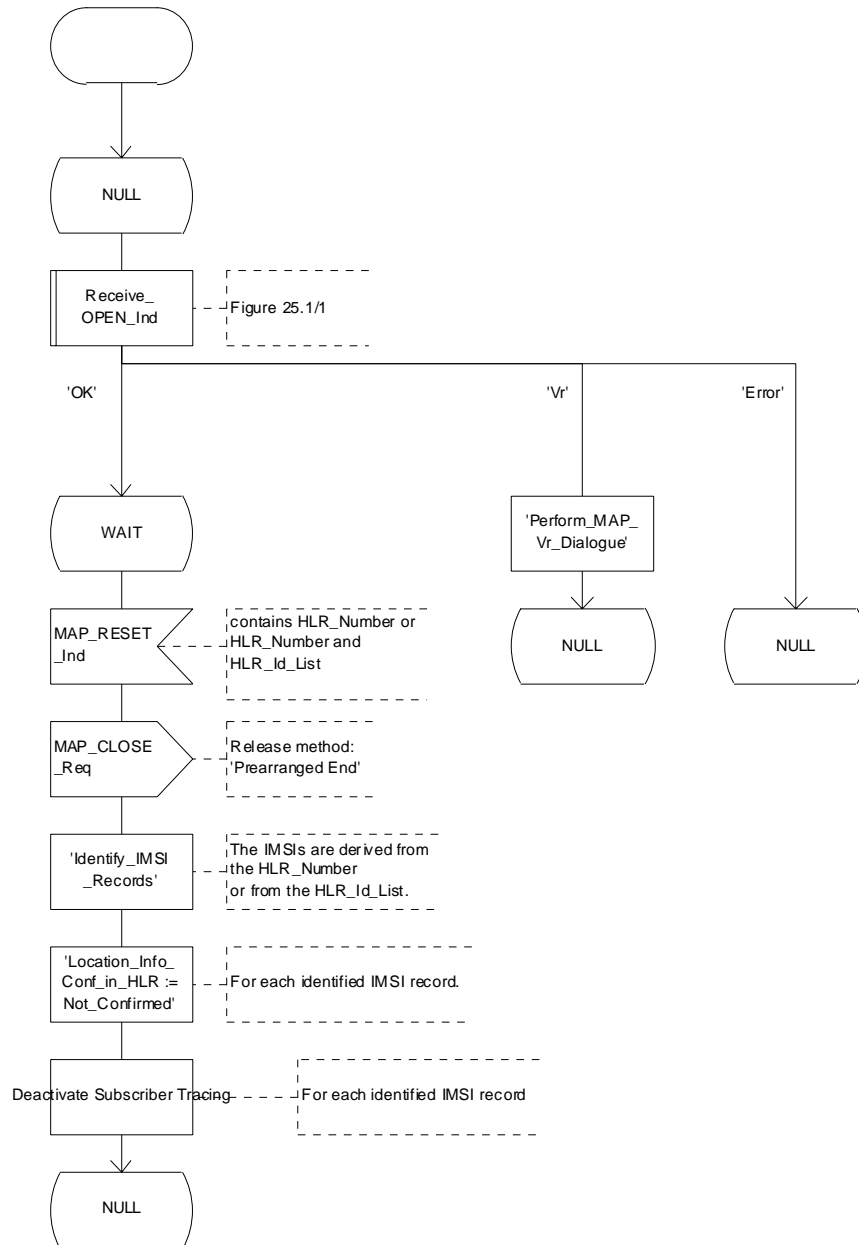 NULL
Receive_
OPEN_Ind
Figure 25.1/1
'OK'
'Vr'
'Error'
WAIT
'Perform_MAP_
Vr_Dialogue'
MAP_RESET
_Ind
contains HLR_Number or
HLR_Number and
HLR_Id_List
NULL
NULL
MAP_CLOSE
_Req
Release method:
'Prearranged End'
'Identify_IMSI
_Records'
The IMSIs are derived from
the HLR_Number
or from the HLR_Id_List.
'Location_Info_
Conf_in_HLR :=
Not_Confirmed'
For each identified IMSI record.
Deactivate Subscriber Tracing
For each identified IMSI record
NULL